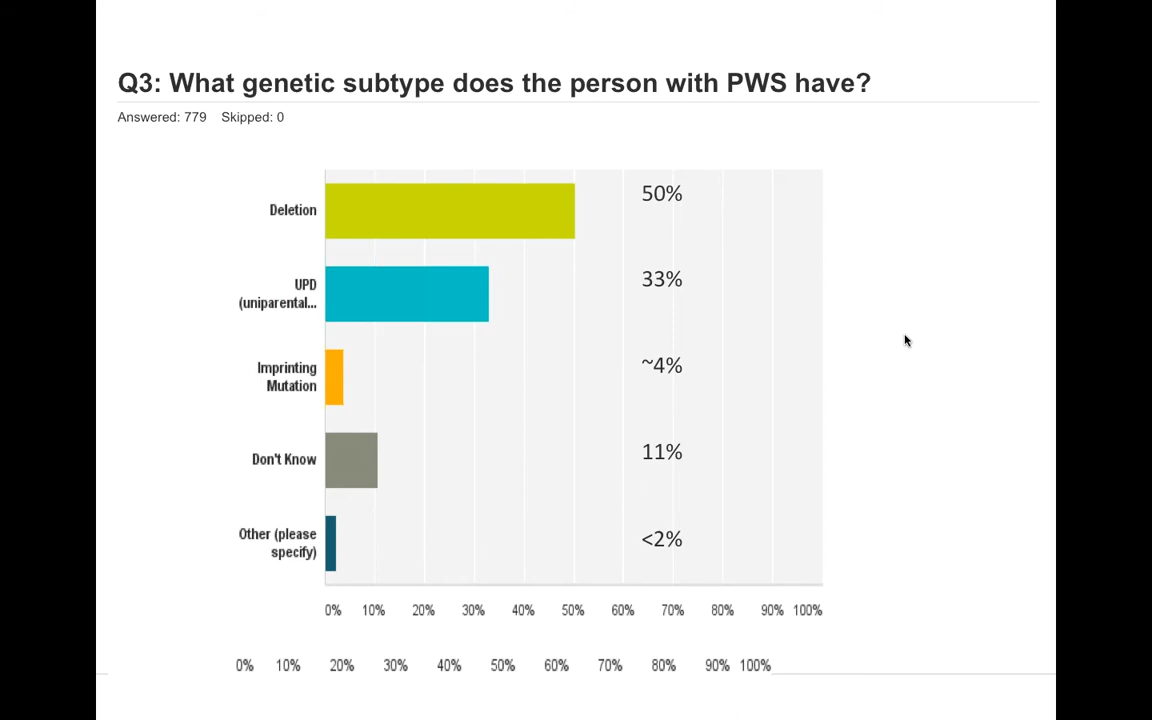 Q3: What genetic subtype does the person with PWS have?
Answered: 779 Skipped: 0
Deletion
50%
UPD
(uniparental...
33%
Imprinting
Mutation
~4%
Don't Know
11%
Other (please
specify)
<2%
0% 10% 20% 30% 40% 50% 60% 70% 80% 90% 100%
0% 10% 20% 30% 40% 50% 60% 70% 80% 90% 100%